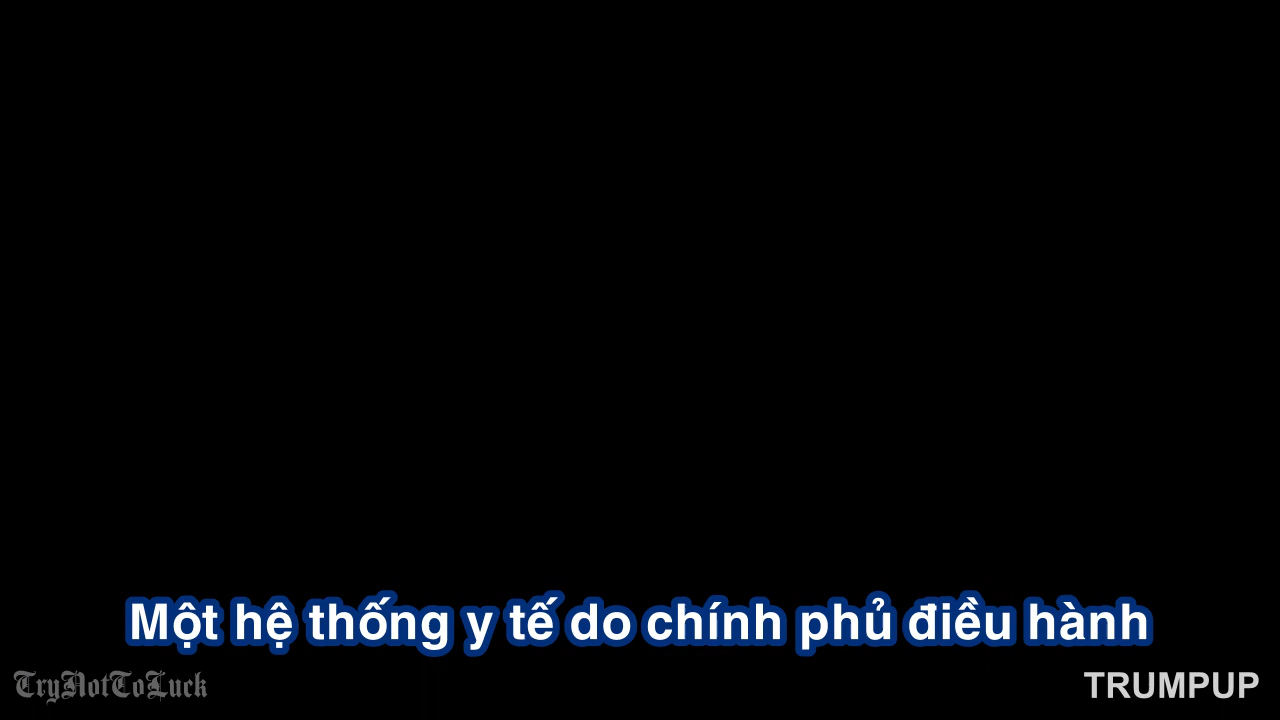 Một hệ thống y tế do chính phủ điều hành
TryNotToLuck
TRUMPUP